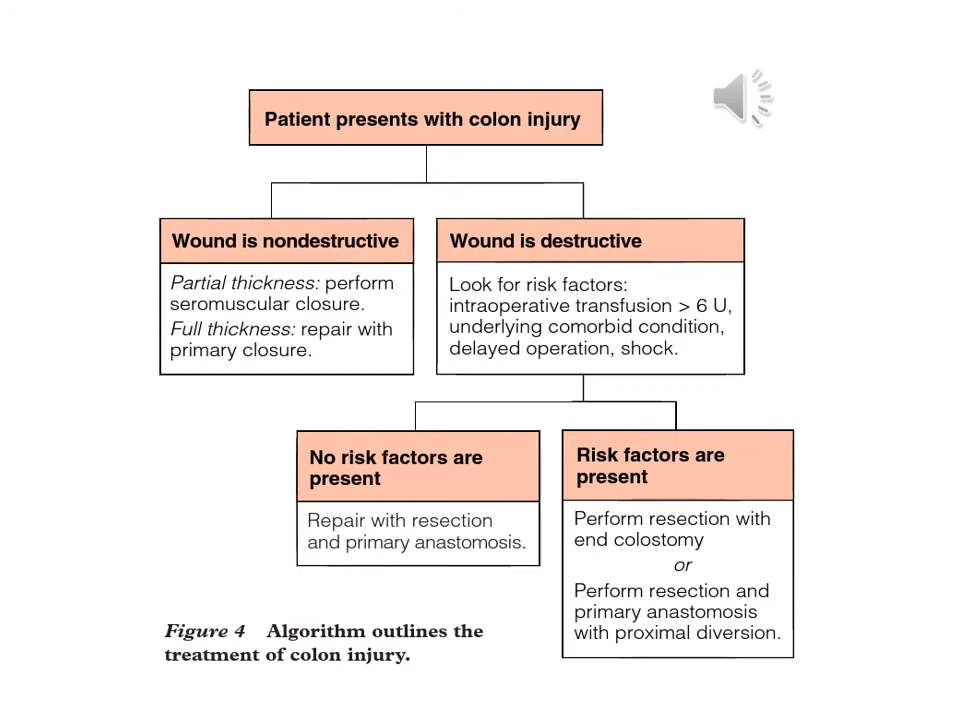 Patient presents with colon injury
Wound is nondestructive
Partial thickness: perform
seromuscular closure.
Full thickness: repair with
primary closure.
Wound is destructive
Look for risk factors:
intraoperative transfusion > 6 U,
underlying comorbid condition,
delayed operation, shock.
No risk factors are
present
Repair with resection
and primary anastomosis.
Risk factors are
present
Perform resection with
end colostomy
or
Perform resection and
primary anastomosis
with proximal diversion.
Figure 4 Algorithm outlines the
treatment of colon injury.